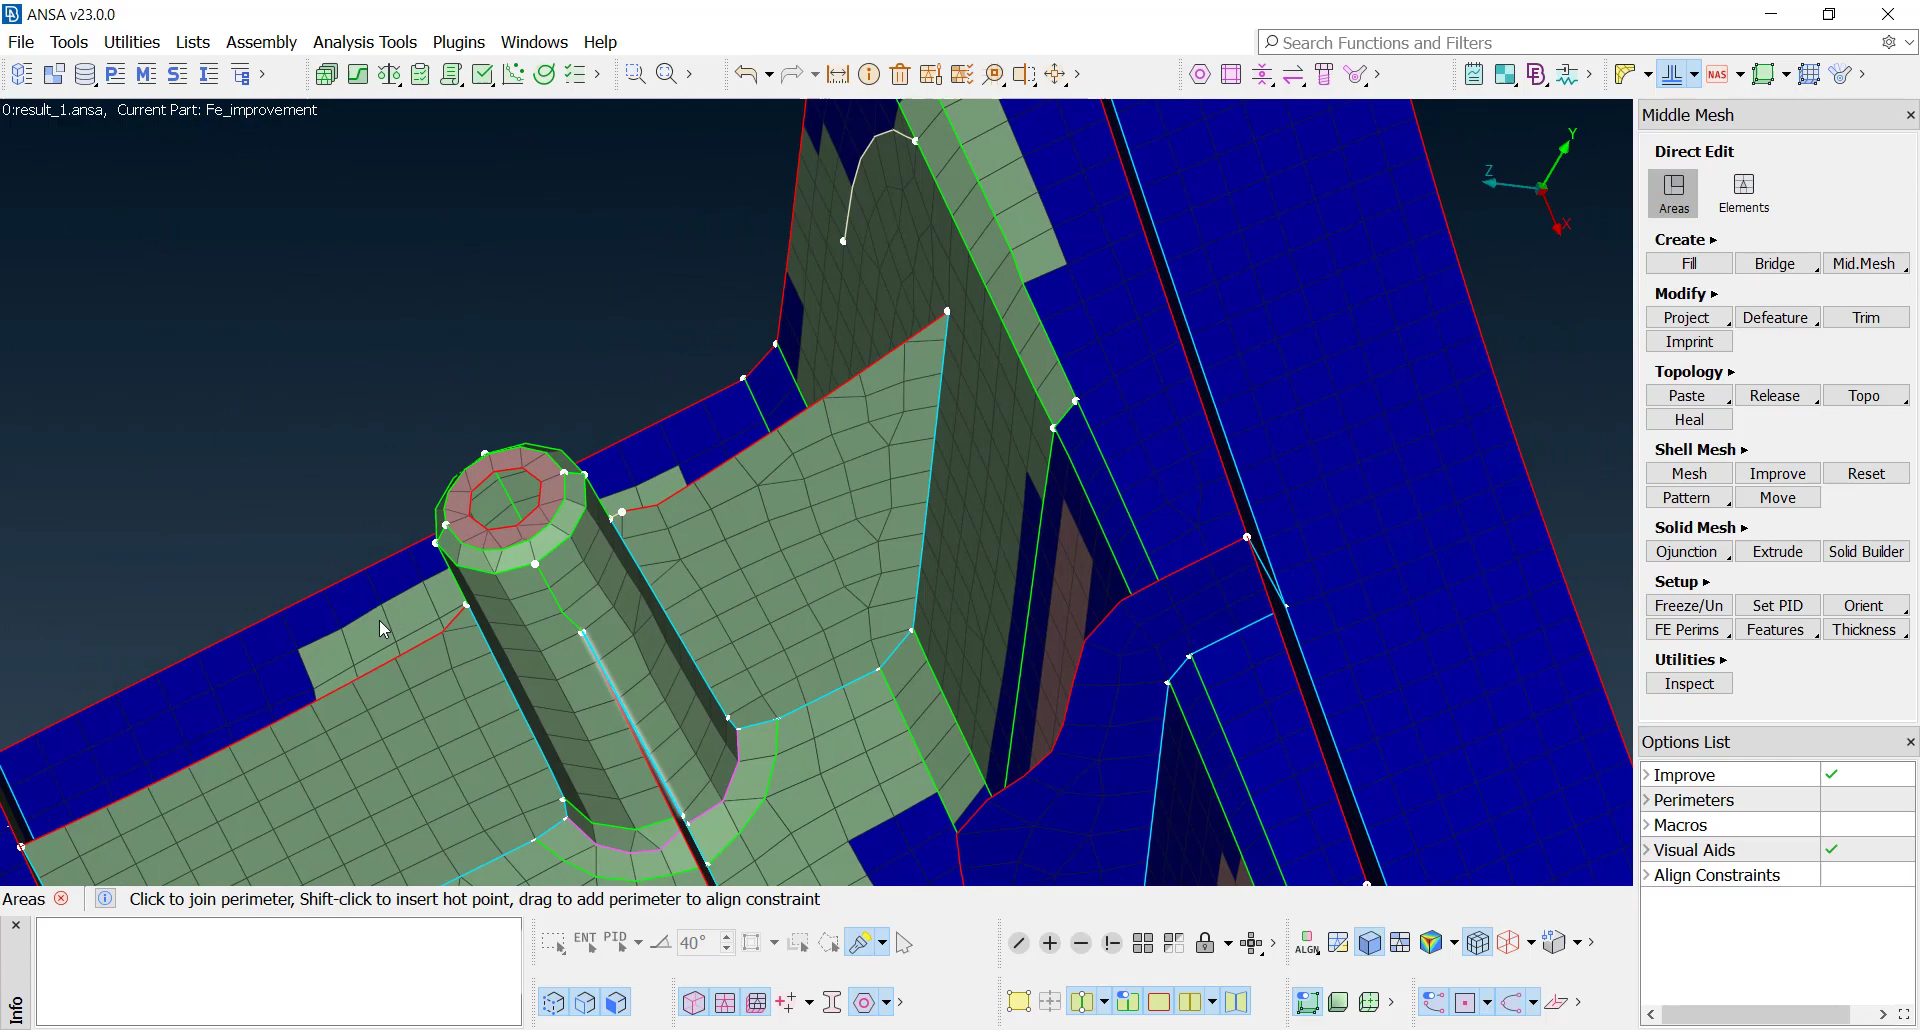 ANSA v23.0.0
File Tools Utilities Lists Assembly Analysis Tools Plugins Windows Help
Search Functions and Filters
NAS
0:result_1.ansa, Current Part: Fe_improvement
Y
Z
X
Middle Mesh
Direct Edit
Areas Elements
Create
Fill Bridge Mid.Mesh
Modify
Project Defeature Trim
Imprint
Topology
Paste Release Topo
Heal
Shell Mesh
Mesh Improve Reset
Pattern Move
Solid Mesh
Ojunction Extrude Solid Builder
Setup
Freeze/Un Set PID Orient
FE Perims Features Thickness
Utilities
Inspect
Options List
Improve
Perimeters
Macros
Visual Aids
Align Constraints
Areas Click to join perimeter, Shift-click to insert hot point, drag to add perimeter to align constraint
ENT PID 40° ALGN
Info